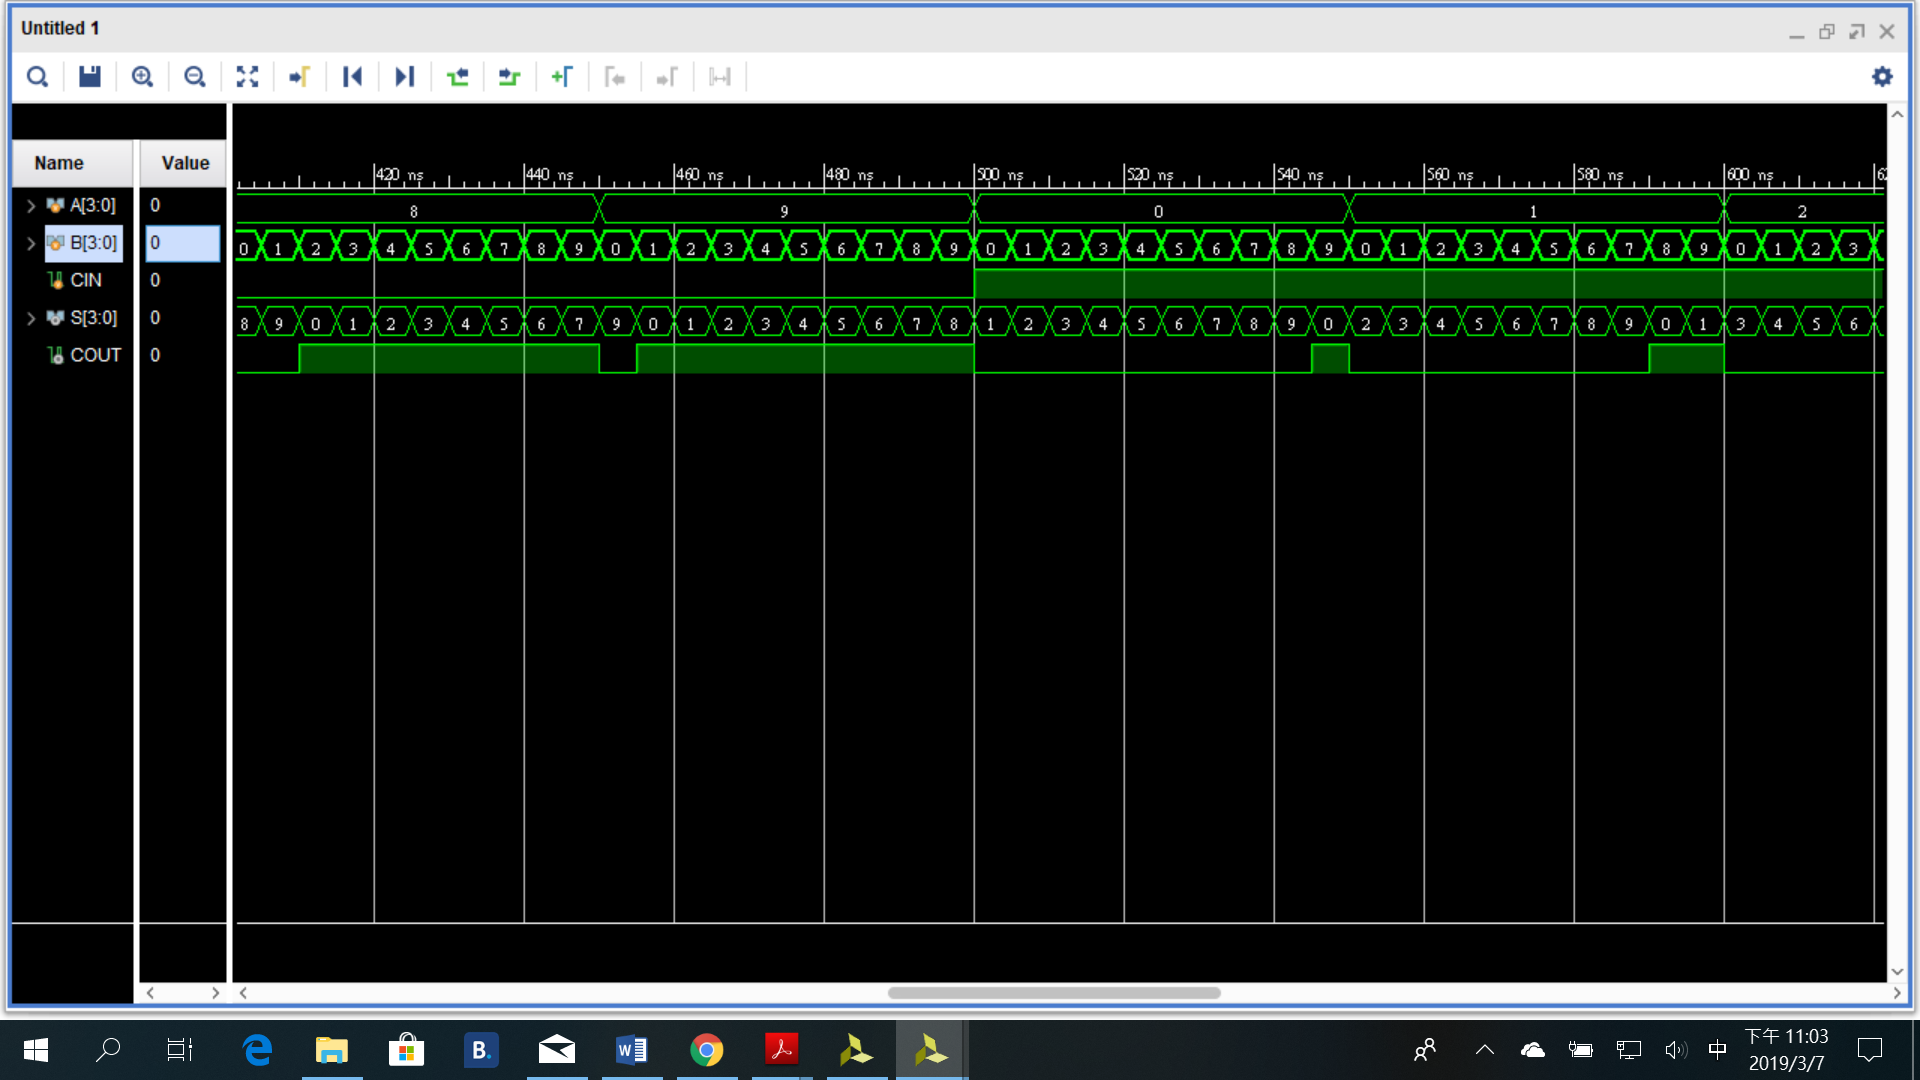 Untitled 1
Name Value
420 ns 440 ns 460 ns 480 ns 500 ns 520 ns 540 ns 560 ns 580 ns 600 ns
A[3:0] 0 8 9 0 1 2
B[3:0] 0 0 1 2 3 4 5 6 7 8 9 0 1 2 3 4 5 6 7 8 9 0 1 2 3 4 5 6 7 8 9 0 1 2 3 4 5 6 7 8 9 0 1 2 3
CIN 0
S[3:0] 0 8 9 0 1 2 3 4 5 6 7 9 0 1 2 3 4 5 6 7 8 1 2 3 4 5 6 7 8 9 0 2 3 4 5 6 7 8 9 0 1 3 4 5 6
COUT 0
B.
中
下午 11:03
2019/3/7